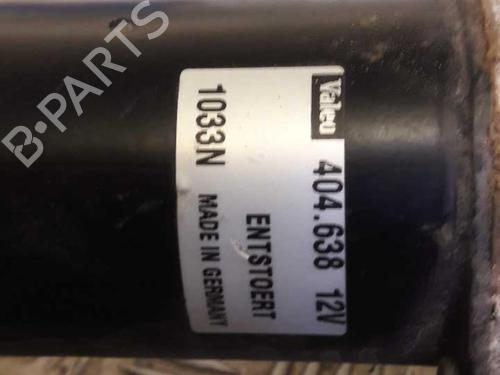 Valeo 404.638 12V
ENTSTOERT
1033N MADE IN GERMANY
B-PARTS